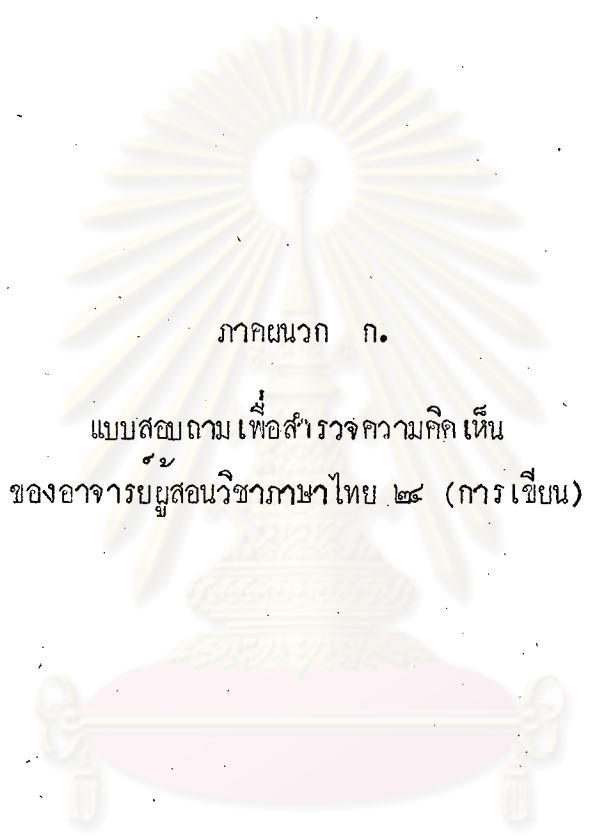 ภาคผนวก ก.
แบบสอบถามเพื่อสำรวจความคิดเห็น
ของอาจารย์ผู้สอนวิชาภาษาไทย ๒๔ (การเขียน)